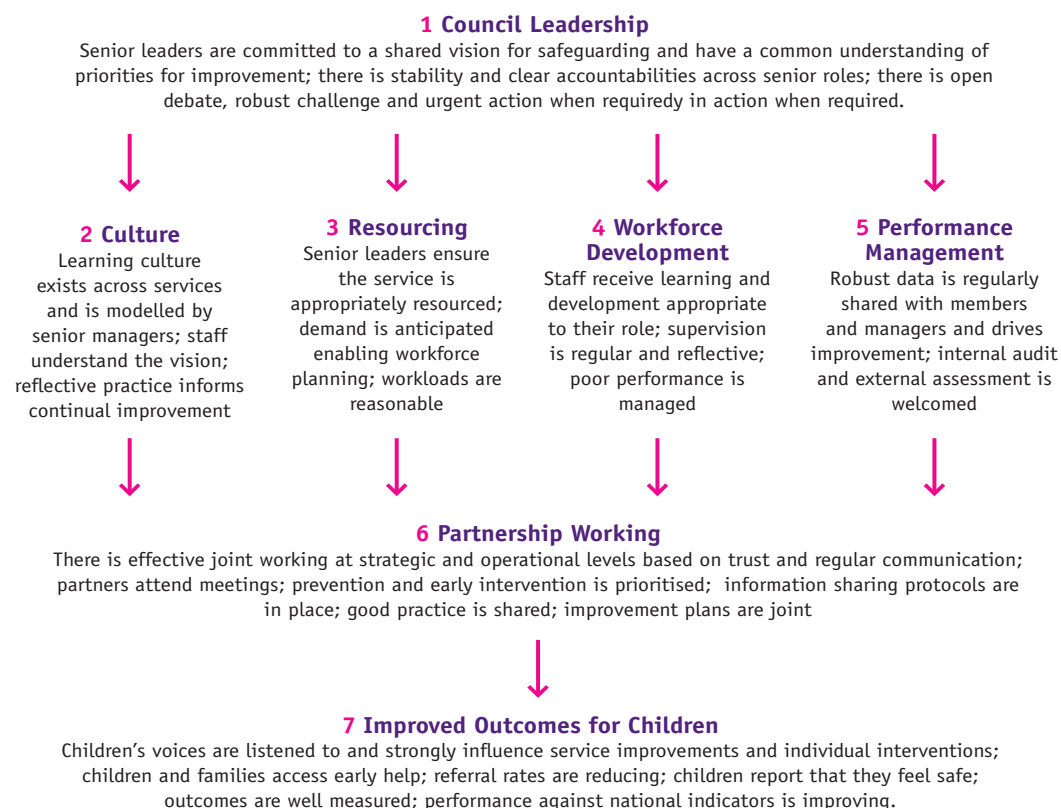 1 Council Leadership
Senior leaders are committed to a shared vision for safeguarding and have a common understanding of
priorities for improvement; there is stability and clear accountabilities across senior roles; there is open
debate, robust challenge and urgent action when requiredy in action when required.
2 Culture
Learning culture
exists across services
and is modelled by
senior managers; staff
understand the vision;
reflective practice informs
continual improvement
3 Resourcing
Senior leaders ensure
the service is
appropriately resourced;
demand is anticipated
enabling workforce
planning; workloads are
reasonable
4 Workforce
Development
Staff receive learning and
development appropriate
to their role; supervision
is regular and reflective;
poor performance is
managed
5 Performance
Management
Robust data is regularly
shared with members
and managers and drives
improvement; internal audit
and external assessment is
welcomed
6 Partnership Working
There is effective joint working at strategic and operational levels based on trust and regular communication;
partners attend meetings; prevention and early intervention is prioritised; information sharing protocols are
in place; good practice is shared; improvement plans are joint
7 Improved Outcomes for Children
Children’s voices are listened to and strongly influence service improvements and individual interventions;
children and families access early help; referral rates are reducing; children report that they feel safe;
outcomes are well measured; performance against national indicators is improving.